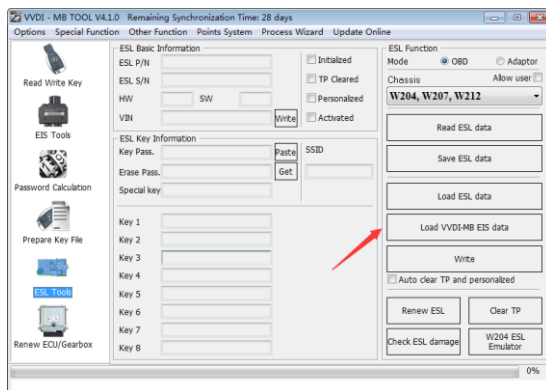 VVDI - MB TOOL V4.1.0 Remaining Synchronization Time: 28 days
Options Special Function Other Function Points System Process Wizard Update Online
Read Write Key
EIS Tools
Password Calculation
Prepare Key File
ESL Tools
Renew ECU/Gearbox
ESL Basic Information
ESL P/N
Initialized
ESL S/N
TP Cleared
HW
SW
Personalized
VIN
Write
Activated
ESL Key Information
Key Pass.
Paste
SSID
Erase Pass.
Get
Special key
Key 1
Key 2
Key 3
Key 4
Key 5
Key 6
Key 7
Key 8
ESL Function
Mode OBD Adaptor
Chassis Allow user
W204, W207, W212
Read ESL data
Save ESL data
Load ESL data
Load VVDI-MB EIS data
Write
Auto clear TP and personalized
Renew ESL
Clear TP
Check ESL damage
W204 ESL
Emulator
0%